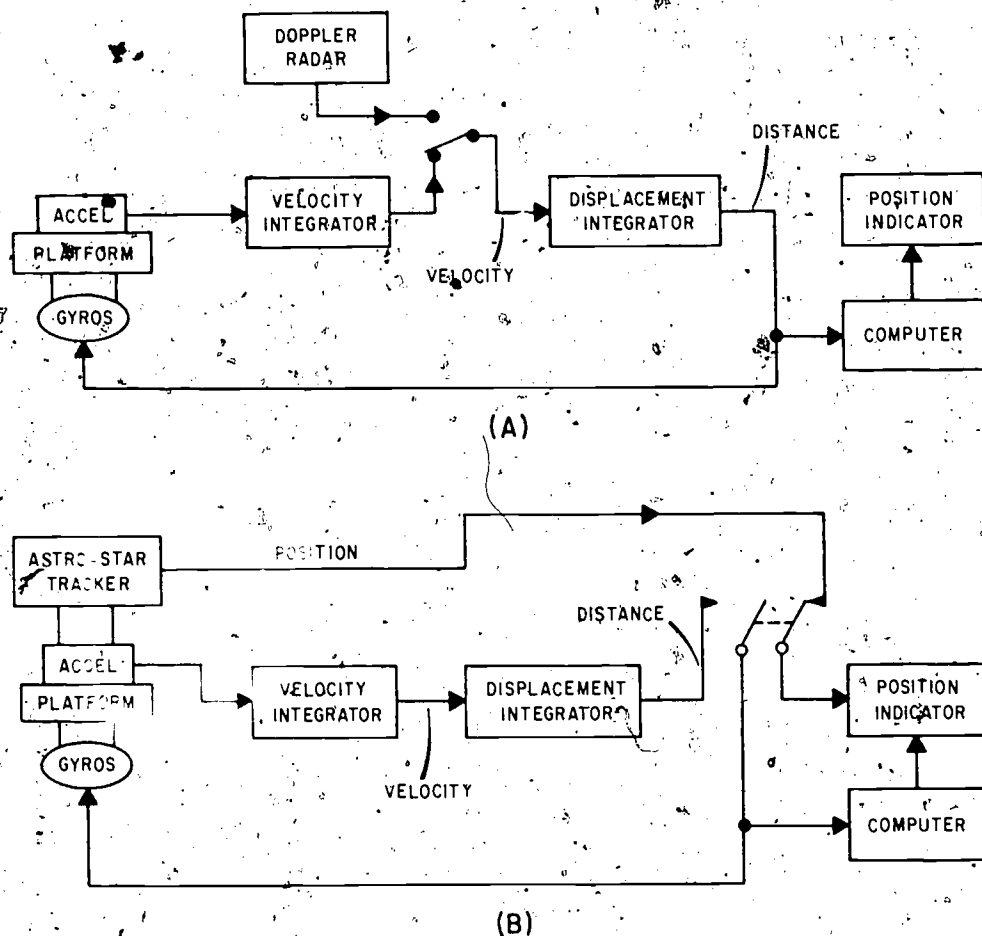 DOPPLER
RADAR
DISTANCE
ACCEL
PLATFORM
GYROS
VELOCITY
INTEGRATOR
VELOCITY
DISPLACEMENT
INTEGRATOR
POSITION
INDICATOR
COMPUTER
(A)
ASTRO-STAR
TRACKER
POSITION
ACCEL
PLATFORM
GYROS
VELOCITY
INTEGRATOR
VELOCITY
DISPLACEMENT
INTEGRATOR
DISTANCE
POSITION
INDICATOR
COMPUTER
(B)